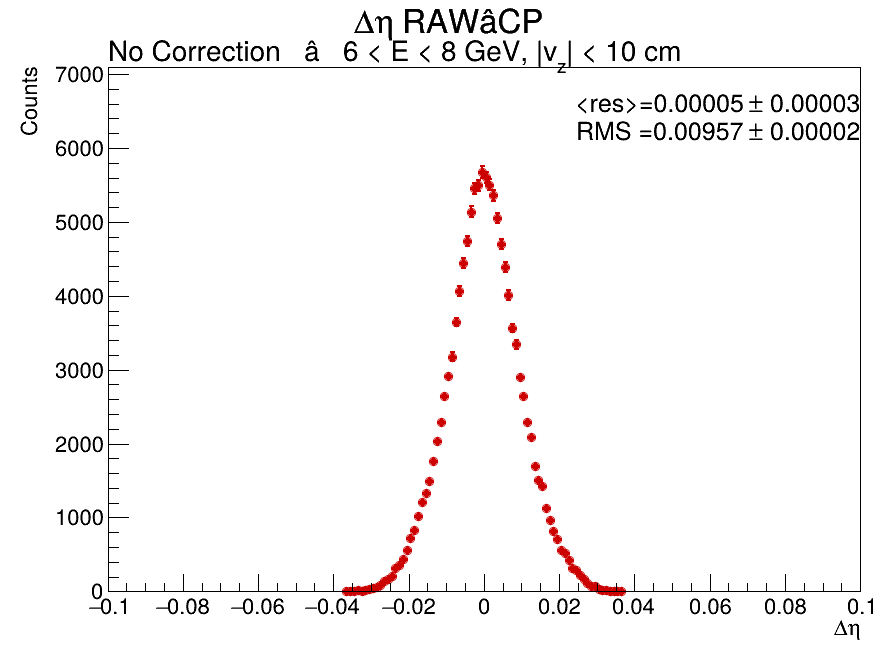 Δη RAWâCP
No Correction â 6 < E < 8 GeV, |v_z| < 10 cm
<res>=0.00005 ± 0.00003
RMS =0.00957 ± 0.00002
Counts
7000
6000
5000
4000
3000
2000
1000
0
−0.1 −0.08 −0.06 −0.04 −0.02 0 0.02 0.04 0.06 0.08 0.1
Δη